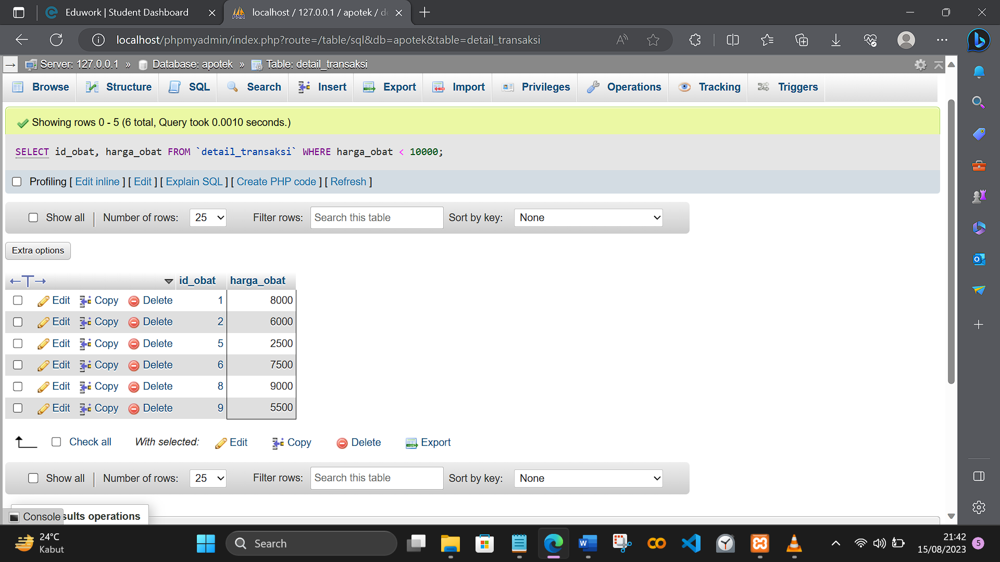 Eduwork | Student Dashboard
localhost / 127.0.0.1 / apotek / de
localhost/phpmyadmin/index.php?route=/table/sql&db=apotek&table=detail_transaksi
Server: 127.0.0.1 » Database: apotek » Table: detail_transaksi
Browse Structure SQL Search Insert Export Import Privileges Operations Tracking Triggers
Showing rows 0 - 5 (6 total, Query took 0.0010 seconds.)
SELECT id_obat, harga_obat FROM `detail_transaksi` WHERE harga_obat < 10000;
Profiling [ Edit inline ] [ Edit ] [ Explain SQL ] [ Create PHP code ] [ Refresh ]
Show all Number of rows: 25 Filter rows: Search this table Sort by key: None
Extra options
id_obat harga_obat
Edit Copy Delete 1 8000
Edit Copy Delete 2 6000
Edit Copy Delete 5 2500
Edit Copy Delete 6 7500
Edit Copy Delete 8 9000
Edit Copy Delete 9 5500
Check all With selected: Edit Copy Delete Export
Show all Number of rows: 25 Filter rows: Search this table Sort by key: None
Console sults operations
24°C
Kabut
Search
21:42
15/08/2023
5